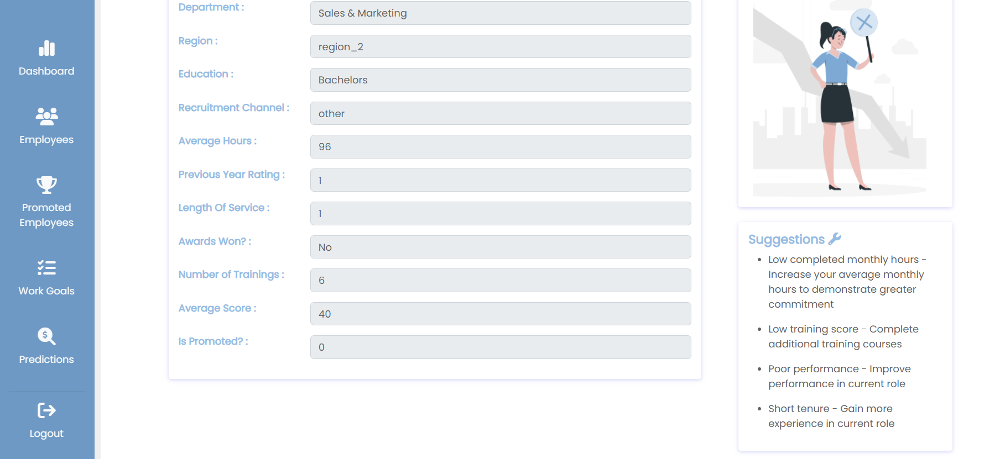 Dashboard
Employees
Promoted
Employees
Work Goals
Predictions
Logout
Department :
Sales & Marketing
Region :
region_2
Education :
Bachelors
Recruitment Channel :
other
Average Hours :
96
Previous Year Rating :
1
Length Of Service :
1
Awards Won? :
No
Number of Trainings :
6
Average Score :
40
Is Promoted? :
0
Suggestions
Low completed monthly hours -
Increase your average monthly
hours to demonstrate greater
commitment
Low training score - Complete
additional training courses
Poor performance - Improve
performance in current role
Short tenure - Gain more
experience in current role